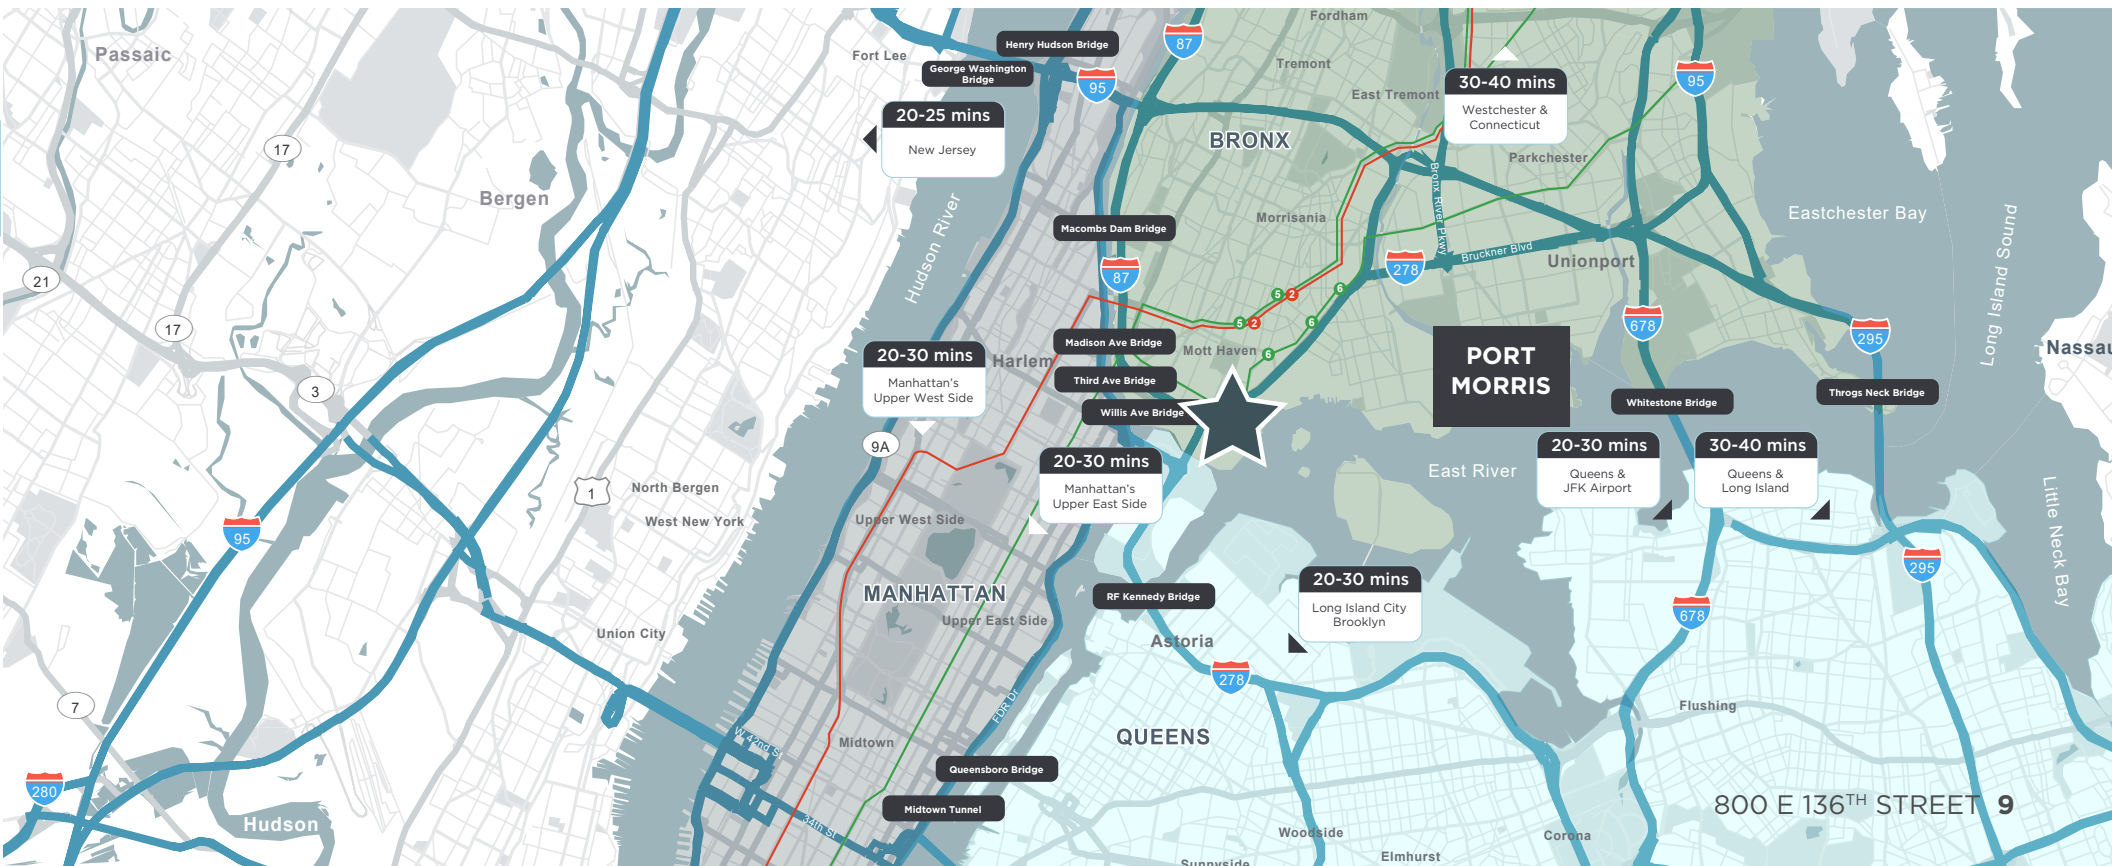 Passaic
Fort Lee
Henry Hudson Bridge
George Washington
Bridge
87
95
Fordham
Tremont
East Tremont
30-40 mins
Westchester &
Connecticut
95
20-25 mins
New Jersey
17
Bergen
BRONX
Parkchester
Hudson River
Macombs Dam Bridge
Morrisania
Bronx River Pkwy
Bruckner Blvd
Unionport
Eastchester Bay
Long Island Sound
21
87
278
5
2
6
17
5
2
6
678
295
Nassau
Madison Ave Bridge
Mott Haven
6
20-30 mins
Manhattan's
Upper West Side
Harlem
Third Ave Bridge
Willis Ave Bridge
PORT
MORRIS
3
Whitestone Bridge
Throgs Neck Bridge
9A
20-30 mins
Manhattan's
Upper East Side
East River
20-30 mins
Queens &
JFK Airport
30-40 mins
Queens &
Long Island
Little Neck Bay
1
North Bergen
West New York
Upper West Side
95
295
MANHATTAN
Upper East Side
RF Kennedy Bridge
20-30 mins
Long Island City
Brooklyn
678
Union City
Astoria
278
7
FDR Dr
Flushing
W 42nd St
Midtown
QUEENS
Queensboro Bridge
280
Midtown Tunnel
34th St
Hudson
Woodside
Corona
Sunnyside
Elmhurst
800 E 136TH STREET 9